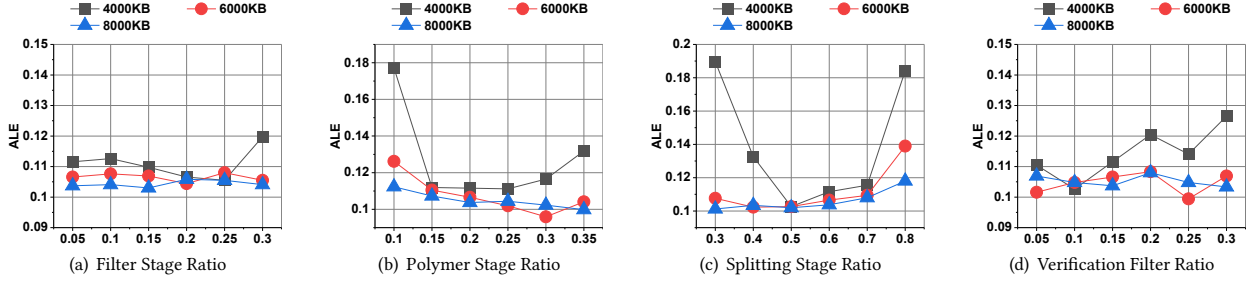 4000KB 6000KB
8000KB
0.15
0.14
0.13
0.12
0.11
0.1
0.09
ALE
0.05 0.1 0.15 0.2 0.25 0.3
(a) Filter Stage Ratio
4000KB 6000KB
8000KB
0.18
0.16
0.14
0.12
0.1
ALE
0.1 0.15 0.2 0.25 0.3 0.35
(b) Polymer Stage Ratio
4000KB 6000KB
8000KB
0.2
0.18
0.16
0.14
0.12
0.1
ALE
0.3 0.4 0.5 0.6 0.7 0.8
(c) Splitting Stage Ratio
4000KB 6000KB
8000KB
0.15
0.14
0.13
0.12
0.11
0.1
0.09
ALE
0.05 0.1 0.15 0.2 0.25 0.3
(d) Verification Filter Ratio